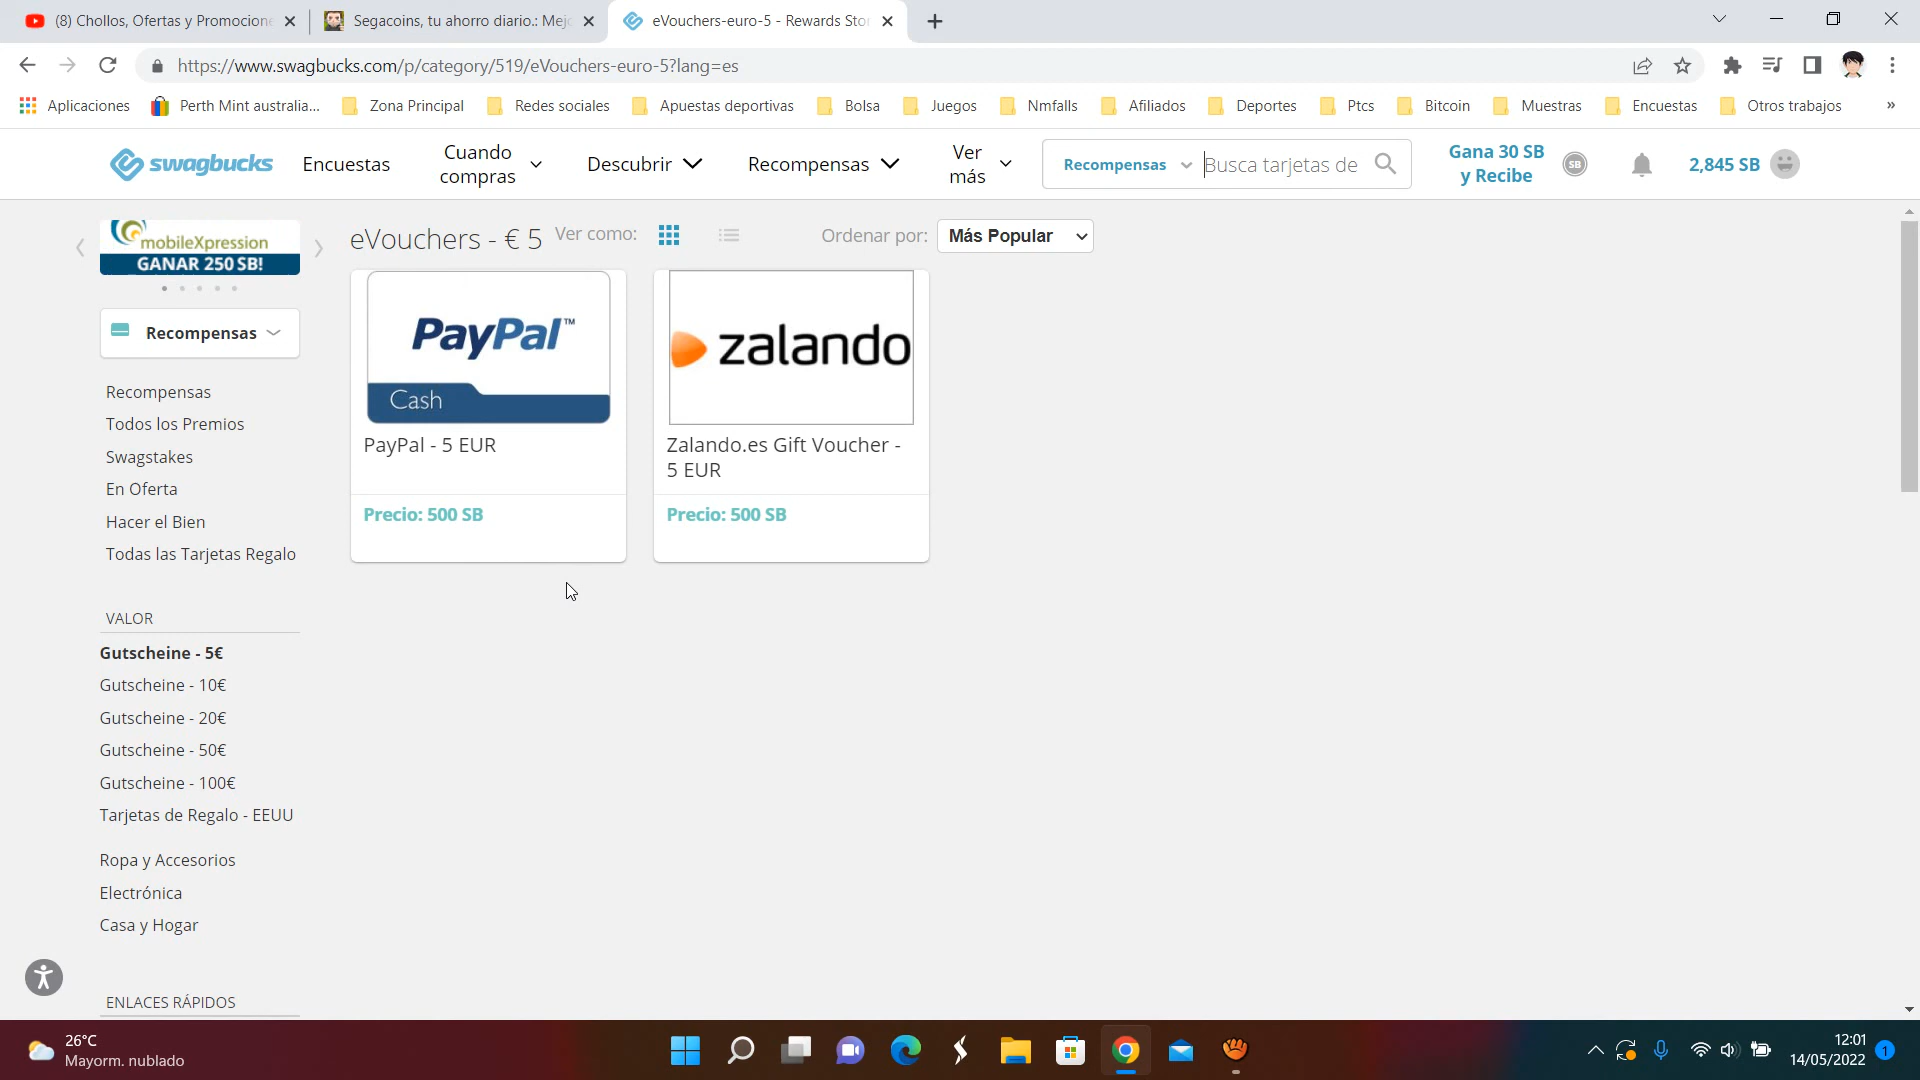 (8) Chollos, Ofertas y Promocione
Segacoins, tu ahorro diario.: Mejo
eVouchers-euro-5 - Rewards Sto
https://www.swagbucks.com/p/category/519/eVouchers-euro-5?lang=es
Aplicaciones
Perth Mint australia...
Zona Principal
Redes sociales
Apuestas deportivas
Bolsa
Juegos
Nmfalls
Afiliados
Deportes
Ptcs
Bitcoin
Muestras
Encuestas
Otros trabajos
»
swagbucks
Encuestas
Cuando
compras
Descubrir
Recompensas
Ver
más
Recompensas
Busca tarjetas de
Gana 30 SB
y Recibe
SB
2,845 SB
mobileXpression
GANAR 250 SB!
eVouchers - € 5
Ver como:
Ordenar por:
Más Popular
Recompensas
Recompensas
Todos los Premios
Swagstakes
En Oferta
Hacer el Bien
Todas las Tarjetas Regalo
VALOR
Gutscheine - 5€
Gutscheine - 10€
Gutscheine - 20€
Gutscheine - 50€
Gutscheine - 100€
Tarjetas de Regalo - EEUU
Ropa y Accesorios
Electrónica
Casa y Hogar
ENLACES RÁPIDOS
PayPal™
Cash
PayPal - 5 EUR
Precio: 500 SB
zalando
Zalando.es Gift Voucher -
5 EUR
Precio: 500 SB
26°C
Mayorm. nublado
12:01
14/05/2022
1